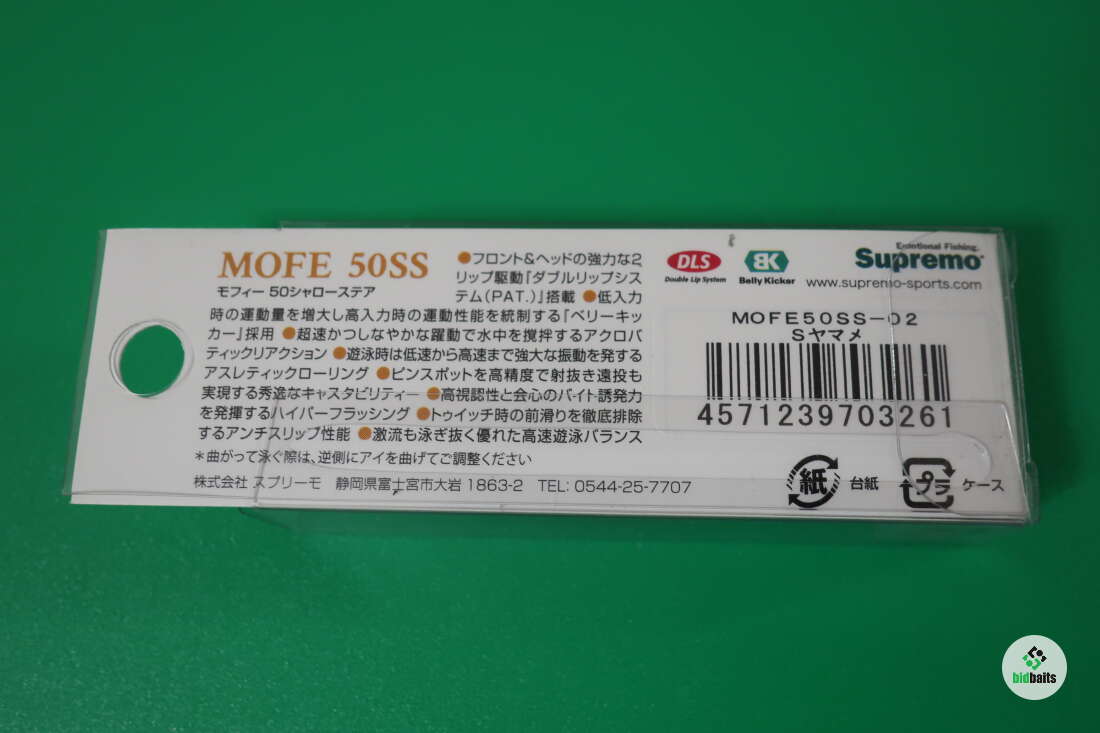 MOFE 50SS
モフィー 50シャローステア
●フロント&ヘッドの強力な2
リップ駆動「ダブルリップシス
テム(PAT.)」搭載 ●低入力
時の運動量を増大し高入力時の運動性能を統制する「ベリーキッ
カー」採用 ●超速かつしなやかな躍動で水中を撹拌するアクロバ
ティックリアクション ●遊泳時は低速から高速まで強大な振動を発する
アスレティックローリング ●ピンスポットを高精度で射抜き遠投も
実現する秀逸なキャスタビリティー ●高視認性と会心のバイト誘発力
を発揮するハイパーフラッシング ●トゥイッチ時の前滑りを徹底排除
するアンチスリップ性能 ●激流も泳ぎ抜く優れた高速遊泳バランス
*曲がって泳ぐ際は、逆側にアイを曲げてご調整ください
株式会社 スプリーモ 静岡県富士宮市大岩 1863-2 TEL: 0544-25-7707
DLS
Double Lip System
BK
Belly Kicker
Emotional Fishing.
Supremo
www.supremo-sports.com
MOFE50SS-02
Sヤマメ
4571239703261
紙 台紙
プラ ケース
bidbaits